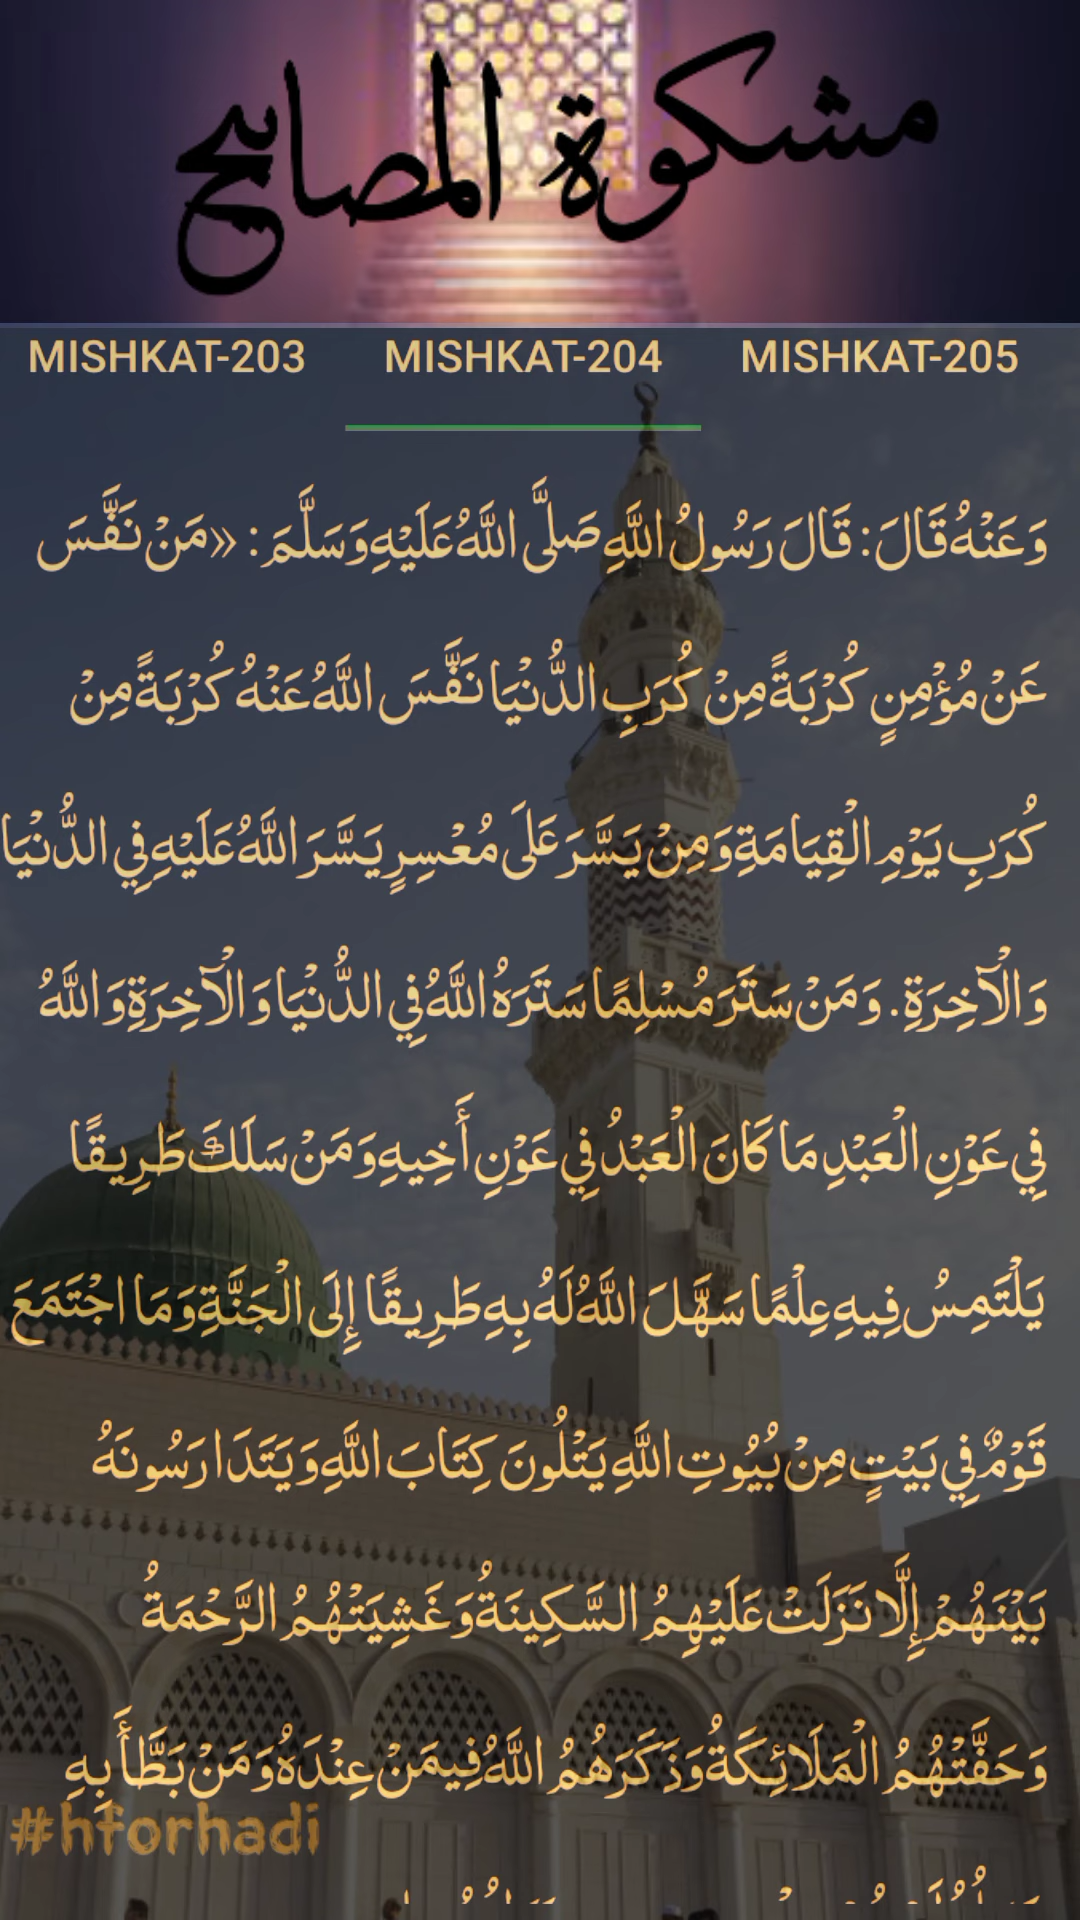 مشكوة المصابيح
MISHKAT-203 MISHKAT-204 MISHKAT-205
وَعَنْهُ قَالَ: قَالَ رَسُولُ اللَّهِ صَلَّى اللَّهُ عَلَيْهِ وَسَلَّمَ: «مَنْ نَفَّسَ
عَنْ مُؤْمِنٍ كُرْبَةً مِنْ كُرَبِ الدُّنْيَا نَفَّسَ اللَّهُ عَنْهُ كُرْبَةً مِنْ
كُرَبِ يَوْمِ الْقِيَامَةِ وَمِنْ يَسَّرَ عَلَى مُعْسِرٍ يَسَّرَ اللَّهُ عَلَيْهِ فِي الدُّنْيَا
وَالْآخِرَةِ. وَمَنْ سَتَرَ مُسْلِمًا سَتَرَهُ اللَّهُ فِي الدُّنْيَا وَالْآخِرَةِ وَاللَّهُ
فِي عَوْنِ الْعَبْدِ مَا كَانَ الْعَبْدُ فِي عَوْنِ أَخِيهِ وَمَنْ سَلَكَ طَرِيقًا
يَلْتَمِسُ فِيهِ عِلْمًا سَهَّلَ اللَّهُ لَهُ بِهِ طَرِيقًا إِلَى الْجَنَّةِ وَمَا اجْتَمَعَ
قَوْمٌ فِي بَيْتٍ مِنْ بُيُوتِ اللَّهِ يَتْلُونَ كِتَابَ اللَّهِ وَيَتَدَارَسُونَهُ
بَيْنَهُمْ إِلَّا نَزَلَتْ عَلَيْهِمُ السَّكِينَةُ وَغَشِيَتْهُمُ الرَّحْمَةُ
وَحَفَّتْهُمُ الْمَلَائِكَةُ وَذَكَرَهُمُ اللَّهُ فِيمَنْ عِنْدَهُ وَمَنْ بَطَّأَ بِهِ
#hforhadi